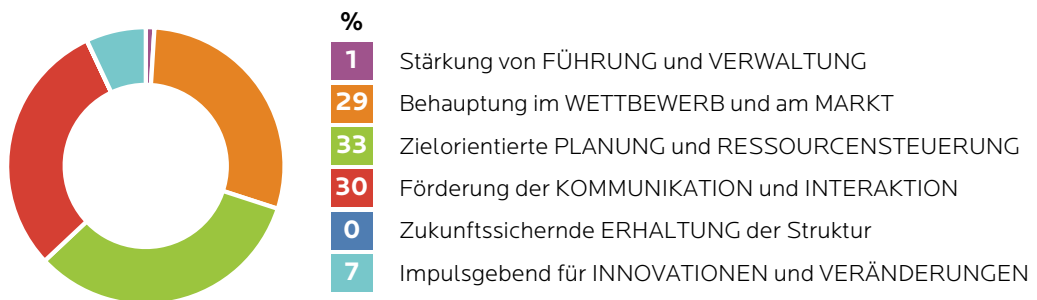 %
1 Stärkung von FÜHRUNG und VERWALTUNG
29 Behauptung im WETTBEWERB und am MARKT
33 Zielorientierte PLANUNG und RESSOURCENSTEUERUNG
30 Förderung der KOMMUNIKATION und INTERAKTION
0 Zukunftssichernde ERHALTUNG der Struktur
7 Impulsgebend für INNOVATIONEN und VERÄNDERUNGEN